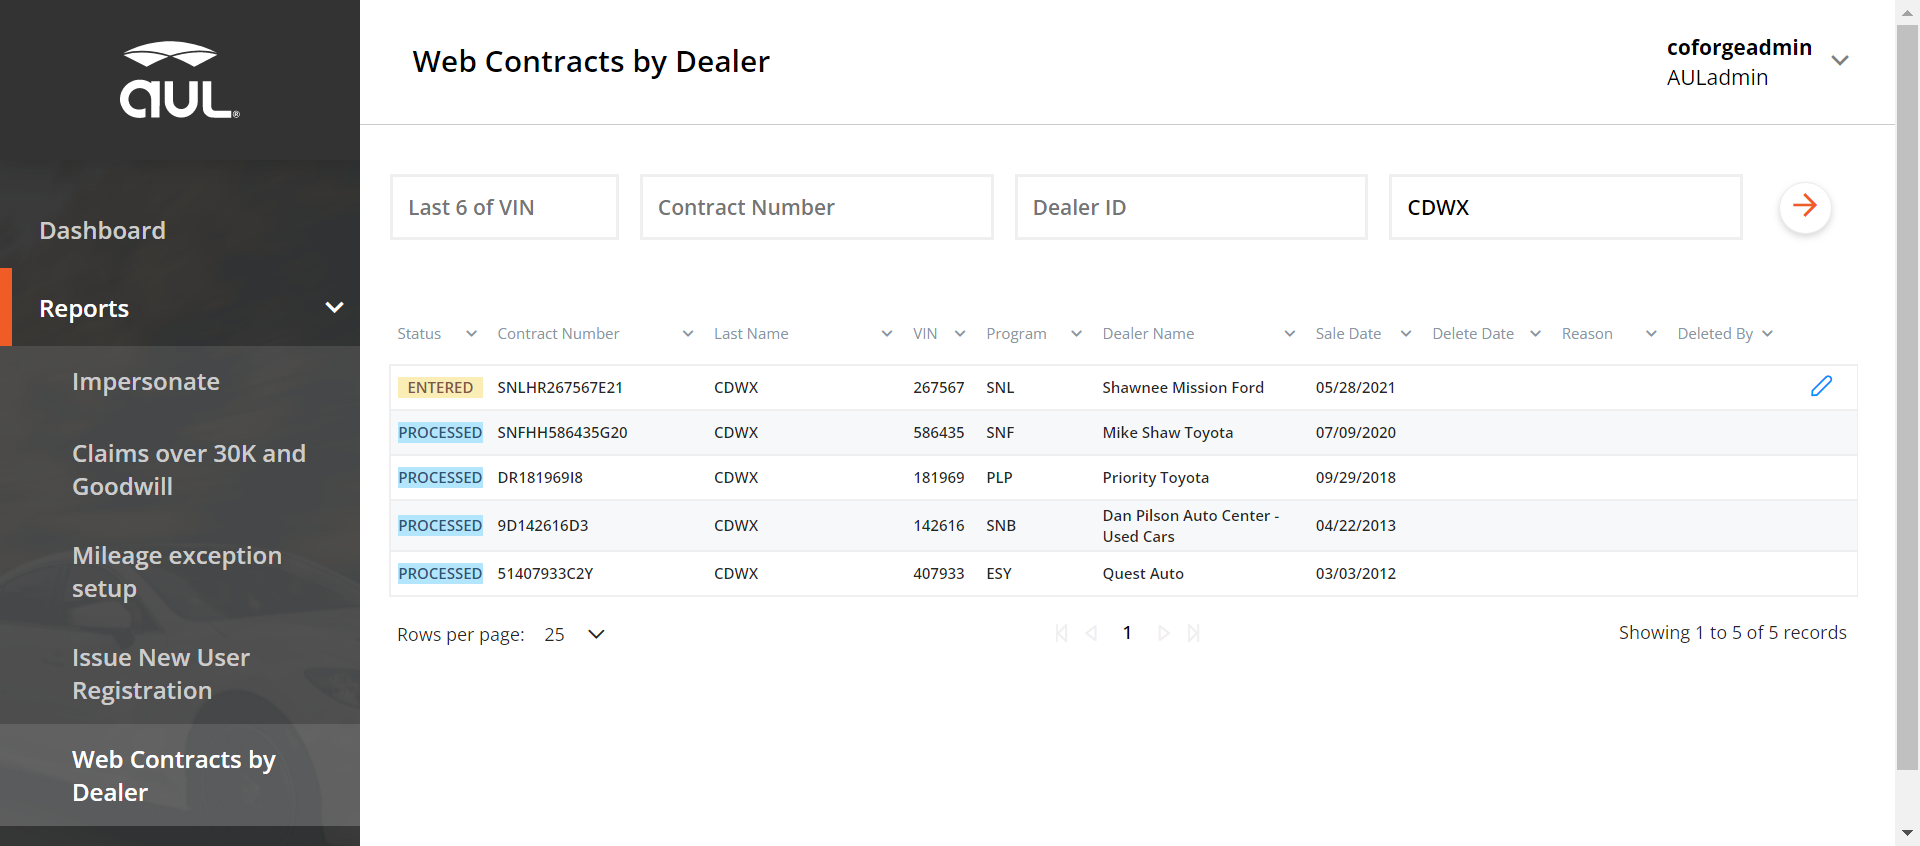 aUL®
Dashboard
Reports
Impersonate
Claims over 30K and
Goodwill
Mileage exception
setup
Issue New User
Registration
Web Contracts by
Dealer
Web Contracts by Dealer
coforgeadmin
AULadmin
Last 6 of VIN
Contract Number
Dealer ID
CDWX
Status Contract Number Last Name VIN Program Dealer Name Sale Date Delete Date Reason Deleted By
ENTERED SNLHR267567E21 CDWX 267567 SNL Shawnee Mission Ford 05/28/2021
PROCESSED SNFHH586435G20 CDWX 586435 SNF Mike Shaw Toyota 07/09/2020
PROCESSED DR181969I8 CDWX 181969 PLP Priority Toyota 09/29/2018
PROCESSED 9D142616D3 CDWX 142616 SNB Dan Pilson Auto Center - 04/22/2013
Used Cars
PROCESSED 51407933C2Y CDWX 407933 ESY Quest Auto 03/03/2012
Rows per page: 25
1
Showing 1 to 5 of 5 records